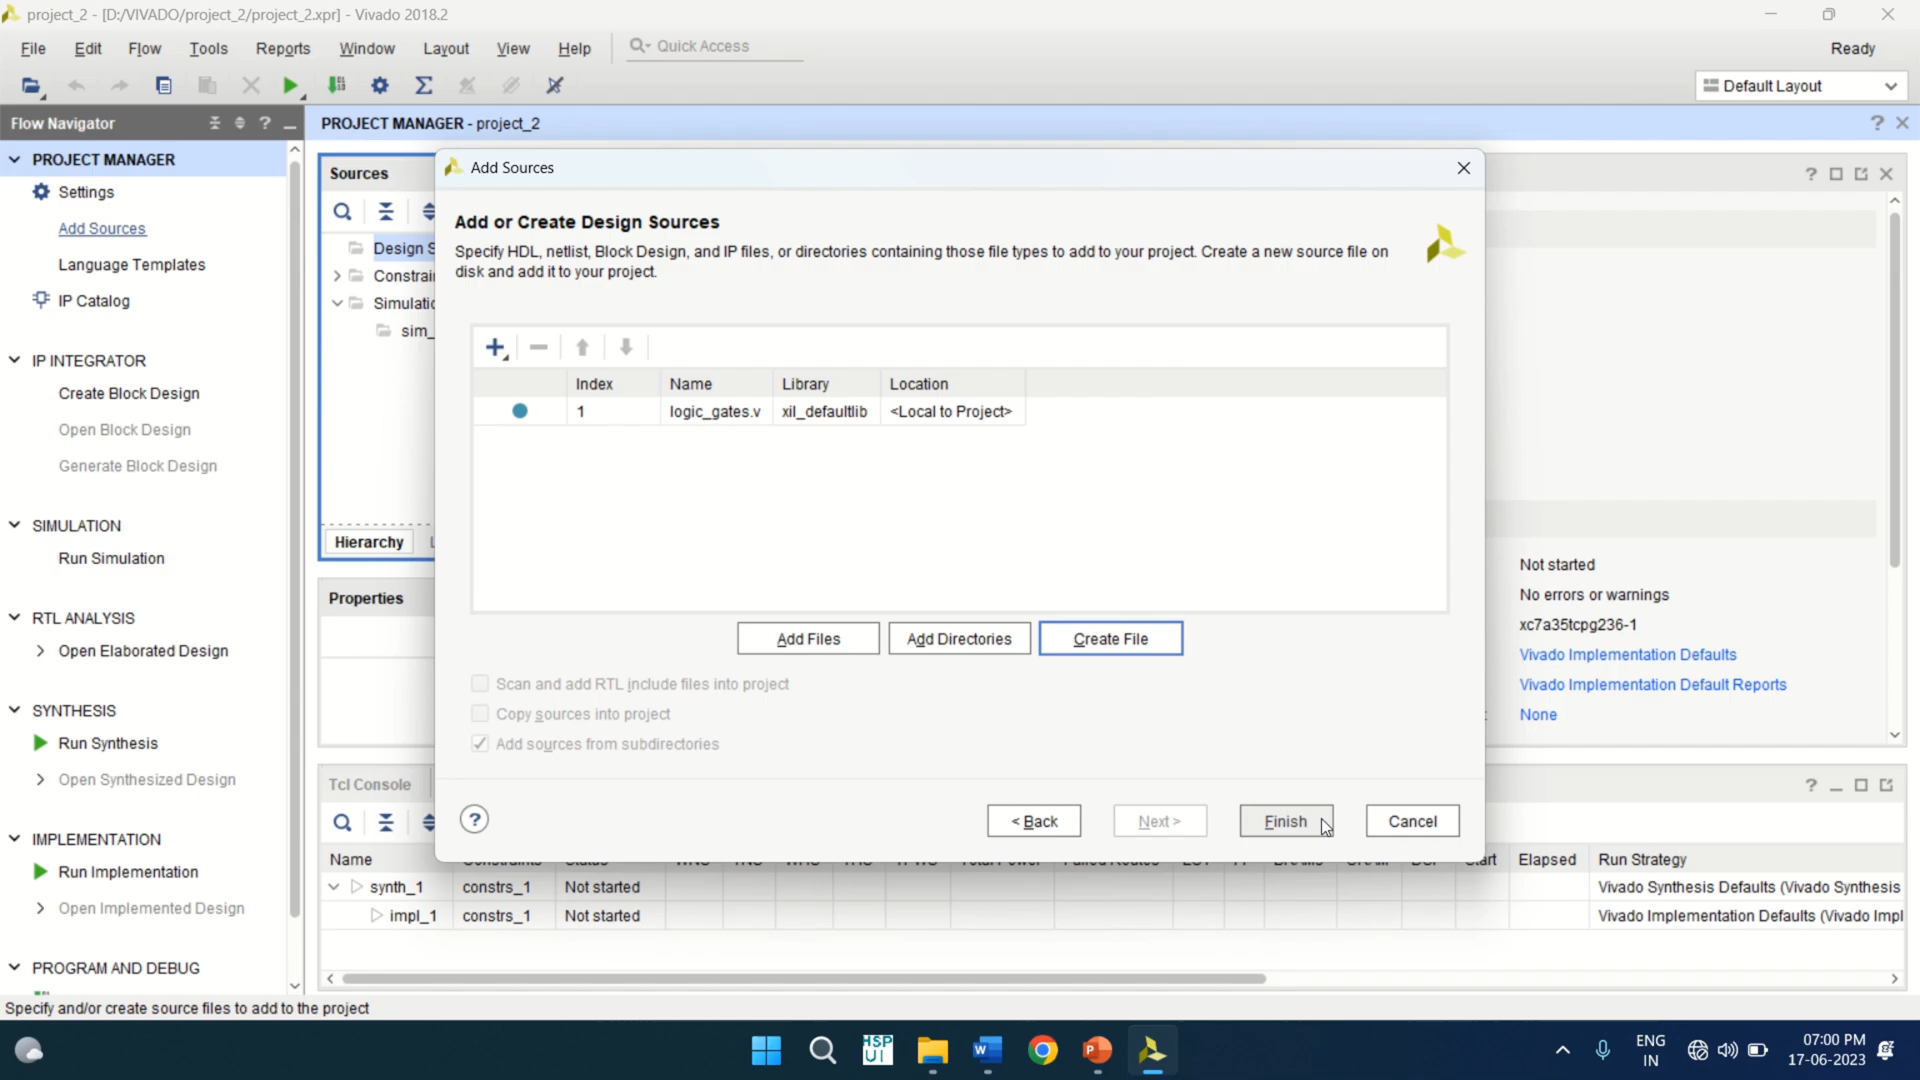 project_2 - [D:/VIVADO/project_2/project_2.xpr] - Vivado 2018.2
File Edit Flow Tools Reports Window Layout View Help Quick Access Ready
Default Layout
Flow Navigator
PROJECT MANAGER - project_2
PROJECT MANAGER
Settings
Add Sources
Language Templates
IP Catalog
IP INTEGRATOR
Create Block Design
Open Block Design
Generate Block Design
SIMULATION
Run Simulation
RTL ANALYSIS
Open Elaborated Design
SYNTHESIS
Run Synthesis
Open Synthesized Design
IMPLEMENTATION
Run Implementation
Open Implemented Design
PROGRAM AND DEBUG
Sources
Design S
Constrai
Simulatio
sim_
Hierarchy
Properties
Add Sources
Add or Create Design Sources
Specify HDL, netlist, Block Design, and IP files, or directories containing those file types to add to your project. Create a new source file on
disk and add it to your project.
Index Name Library Location
1 logic_gates.v xil_defaultlib <Local to Project>
Add Files Add Directories Create File
Scan and add RTL include files into project
Copy sources into project
Add sources from subdirectories
? < Back Next > Finish Cancel
Not started
No errors or warnings
xc7a35tcpg236-1
Vivado Implementation Defaults
Vivado Implementation Default Reports
None
Tcl Console
Name Elapsed Run Strategy
synth_1 constrs_1 Not started Vivado Synthesis Defaults (Vivado Synthesis
impl_1 constrs_1 Not started Vivado Implementation Defaults (Vivado Impl
Specify and/or create source files to add to the project
HSP
UI
ENG
IN
07:00 PM
17-06-2023